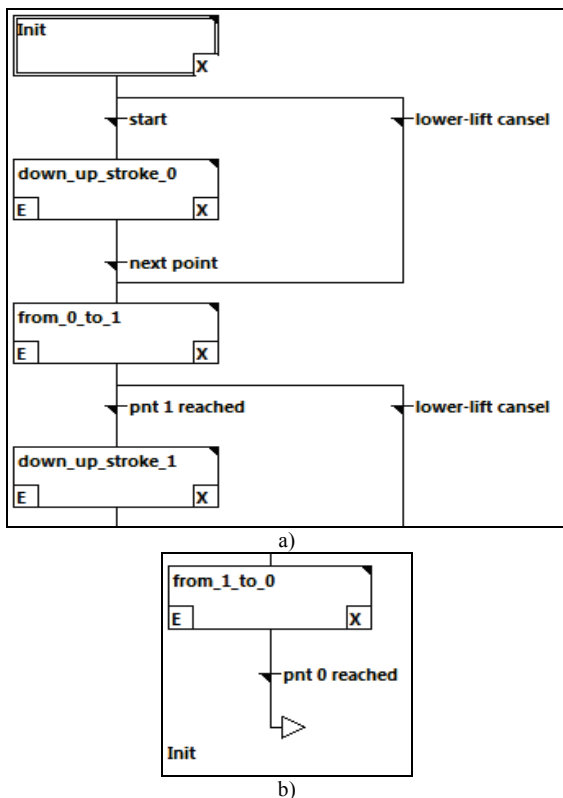 Init
X
start
lower-lift cansel
down_up_stroke_0
E X
next point
from_0_to_1
E X
pnt 1 reached
lower-lift cansel
down_up_stroke_1
E X
a)
from_1_to_0
E X
pnt 0 reached
Init
b)